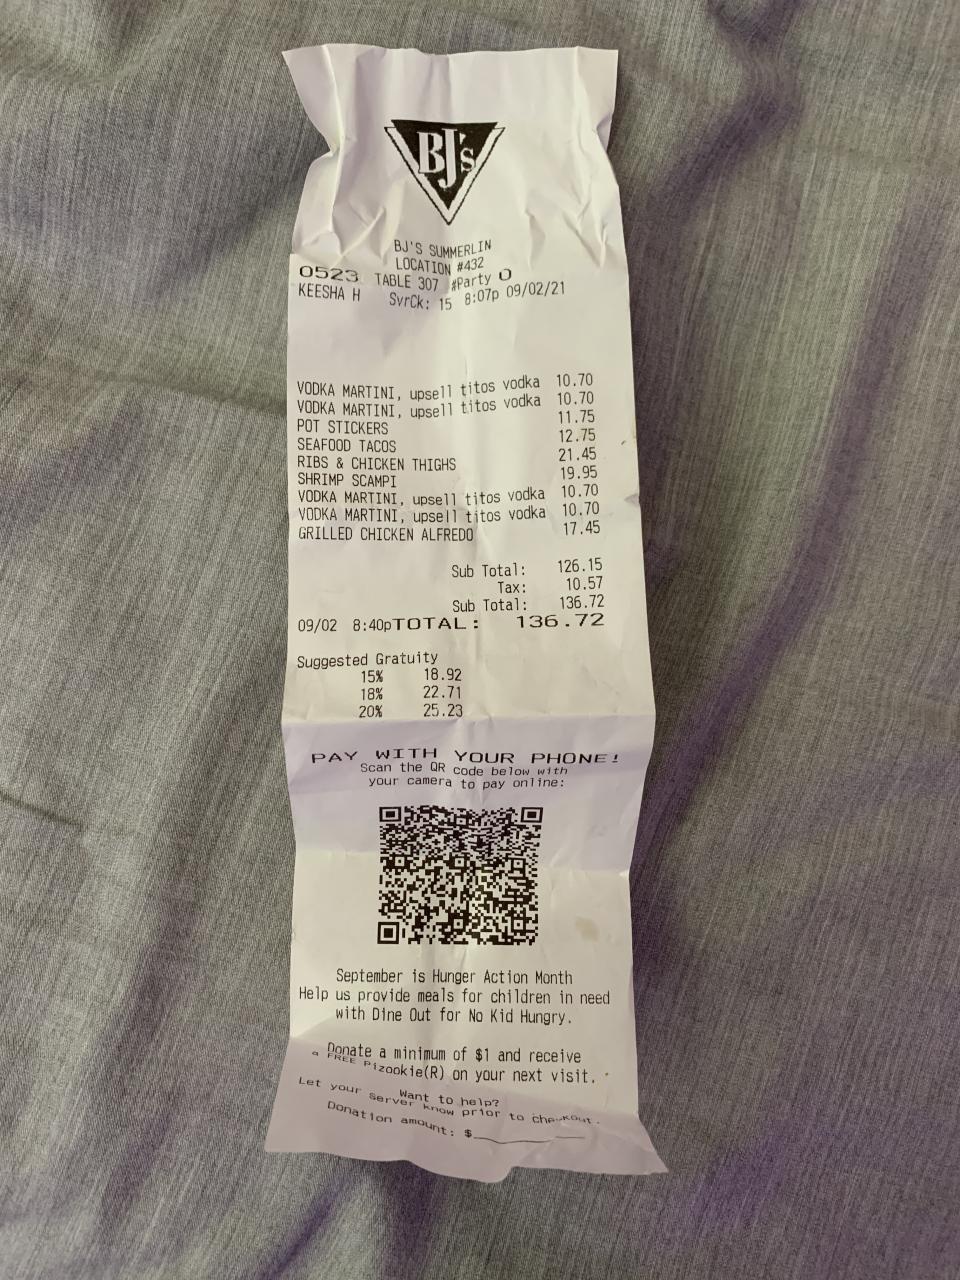 BJ's
BJ'S SUMMERLIN
LOCATION #432
0523 TABLE 307 #Party 0
KEESHA H SvrCk: 15 8:07p 09/02/21
VODKA MARTINI, upsell titos vodka 10.70
VODKA MARTINI, upsell titos vodka 10.70
POT STICKERS 11.75
SEAFOOD TACOS 12.75
RIBS & CHICKEN THIGHS 21.45
SHRIMP SCAMPI 19.95
VODKA MARTINI, upsell titos vodka 10.70
VODKA MARTINI, upsell titos vodka 10.70
GRILLED CHICKEN ALFREDO 17.45
Sub Total: 126.15
Tax: 10.57
Sub Total: 136.72
09/02 8:40pTOTAL: 136.72
Suggested Gratuity
15% 18.92
18% 22.71
20% 25.23
PAY WITH YOUR PHONE!
Scan the QR code below with
your camera to pay online:
September is Hunger Action Month
Help us provide meals for children in need
with Dine Out for No Kid Hungry.
Donate a minimum of $1 and receive
a FREE Pizookie(R) on your next visit.
Want to help?
Let your server know prior to checkout.
Donation amount: $__________